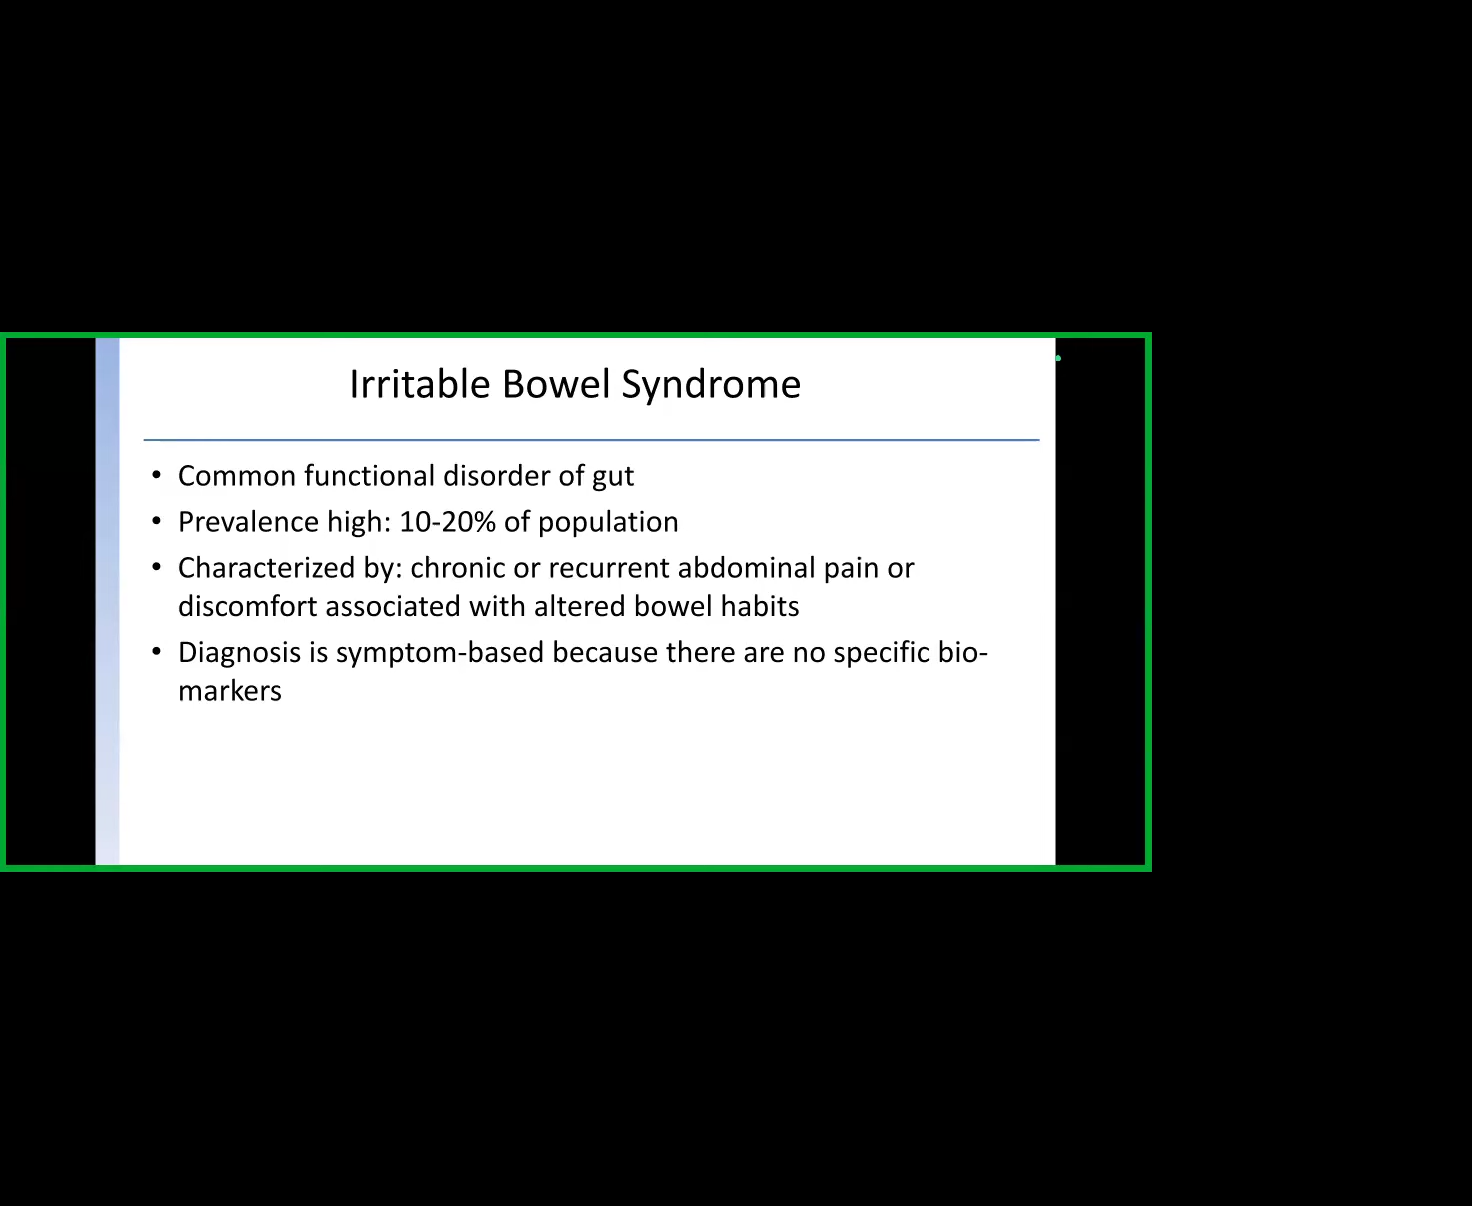 Irritable Bowel Syndrome
• Common functional disorder of gut
• Prevalence high: 10-20% of population
• Characterized by: chronic or recurrent abdominal pain or
discomfort associated with altered bowel habits
• Diagnosis is symptom-based because there are no specific bio-
markers